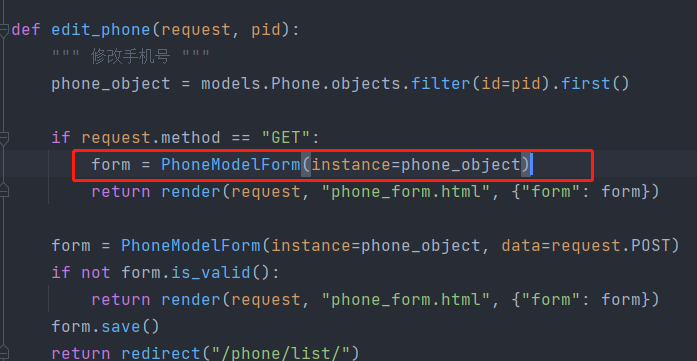 def edit_phone(request, pid):
""" 修改手机号 """
phone_object = models.Phone.objects.filter(id=pid).first()
if request.method == "GET":
form = PhoneModelForm(instance=phone_object)
return render(request, "phone_form.html", {"form": form})
form = PhoneModelForm(instance=phone_object, data=request.POST)
if not form.is_valid():
return render(request, "phone_form.html", {"form": form})
form.save()
return redirect("/phone/list/")